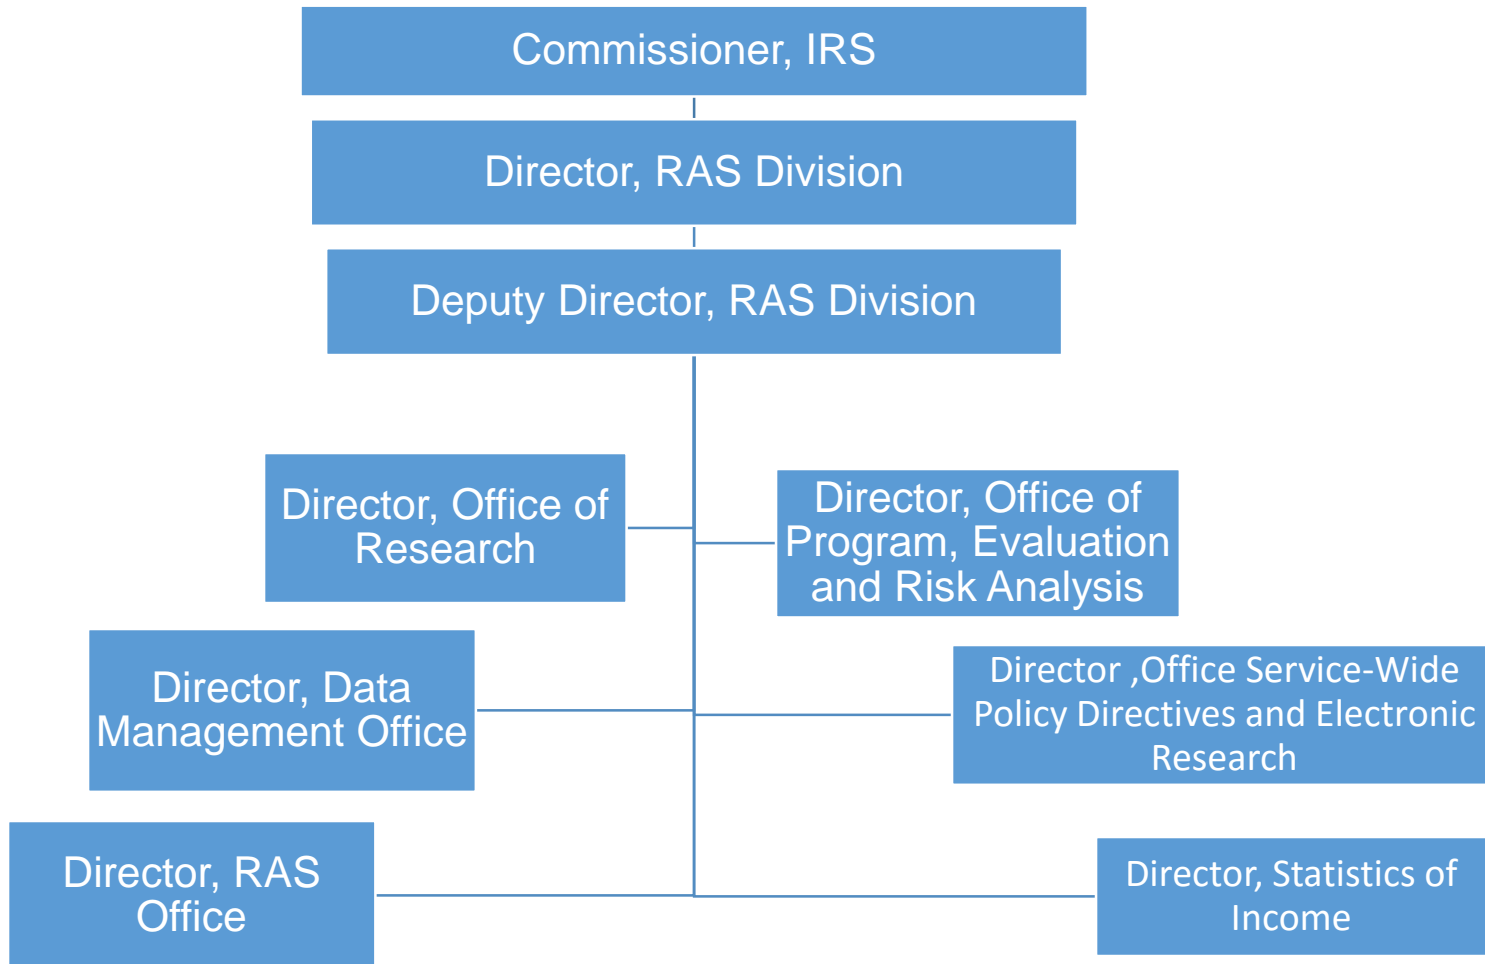 Commissioner, IRS
Director, RAS Division
Deputy Director, RAS Division
Director, Office of
Research
Director, Office of
Program, Evaluation
and Risk Analysis
Director, Data
Management Office
Director ,Office Service-Wide
Policy Directives and Electronic
Research
Director, RAS
Office
Director, Statistics of
Income